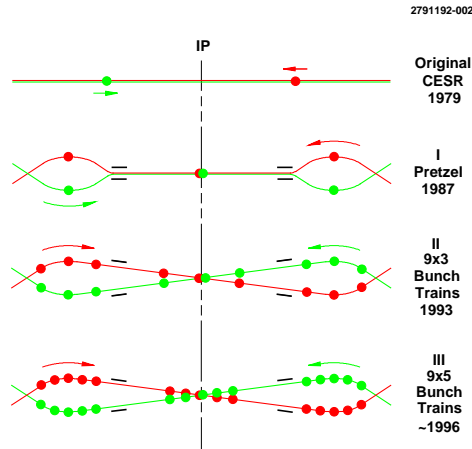 2791192-002
IP
Original
CESR
1979
I
Pretzel
1987
II
9x3
Bunch
Trains
1993
III
9x5
Bunch
Trains
~1996